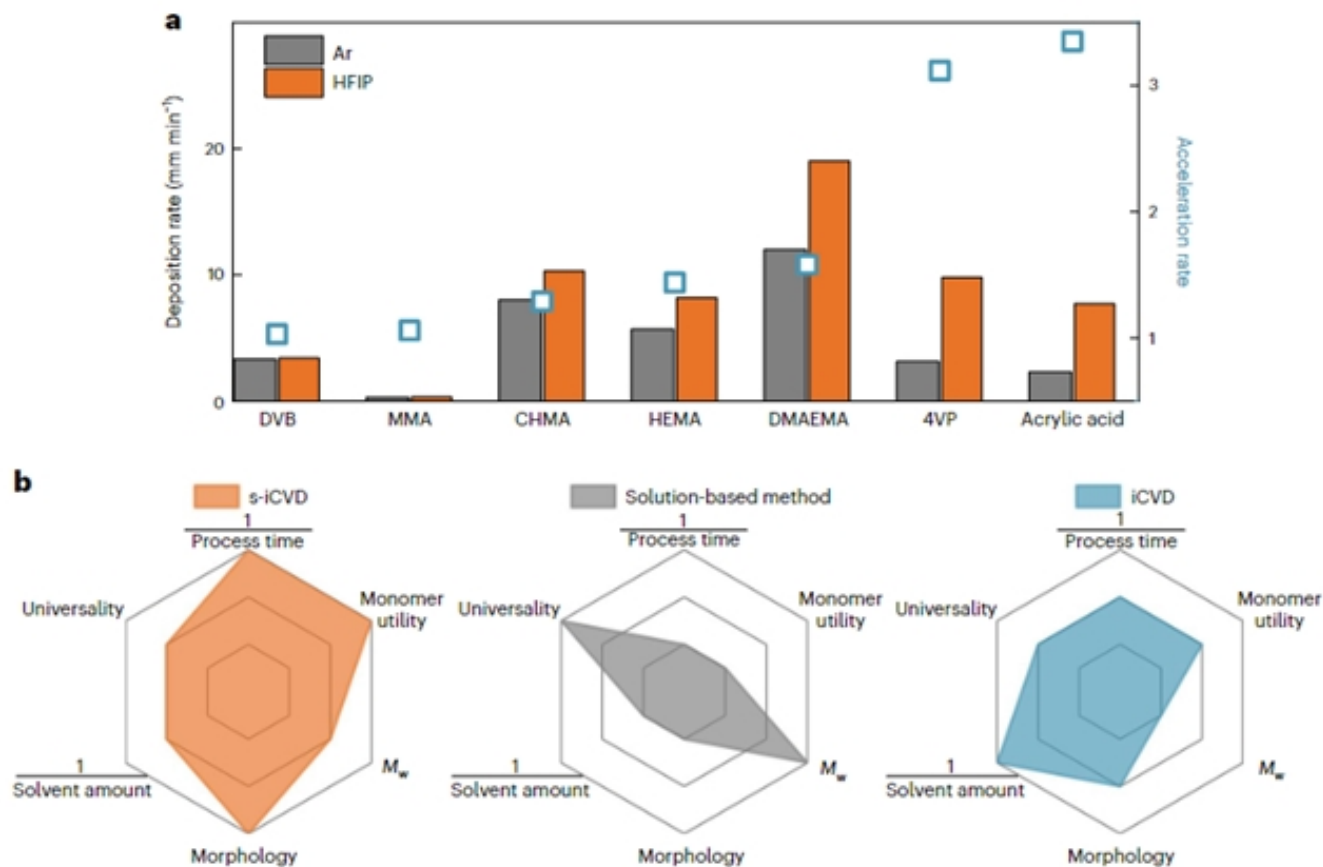 a
Ar
HFIP
Deposition rate (mm min⁻¹)
20
10
0
3
2
1
Acceleration rate
DVB MMA CHMA HEMA DMAEMA 4VP Acrylic acid
b
s-iCVD
1
Process time
Monomer
utility
Universality
Mw
1
Solvent amount
Morphology
Solution-based method
1
Process time
Monomer
utility
Universality
Mw
1
Solvent amount
Morphology
iCVD
1
Process time
Monomer
utility
Universality
Mw
1
Solvent amount
Morphology